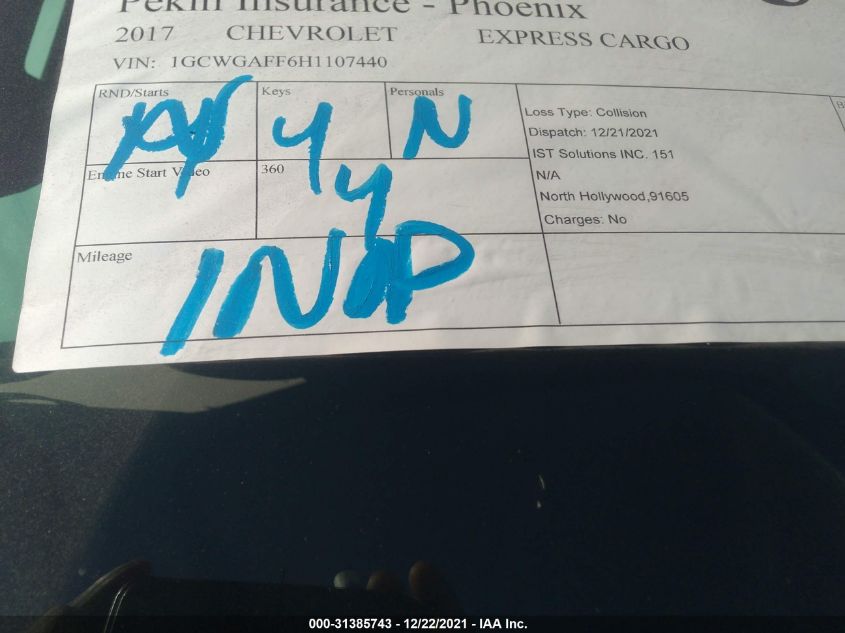 Pekin Insurance - Phoenix
2017 CHEVROLET EXPRESS CARGO
VIN: 1GCWGAFF6H1107440
RND/Starts Keys Personals
Y N
Loss Type: Collision
Dispatch: 12/21/2021
IST Solutions INC. 151
N/A
North Hollywood,91605
Charges: No
Engine Start Video 360
Y
Mileage
INOP
000-31385743 - 12/22/2021 - IAA Inc.